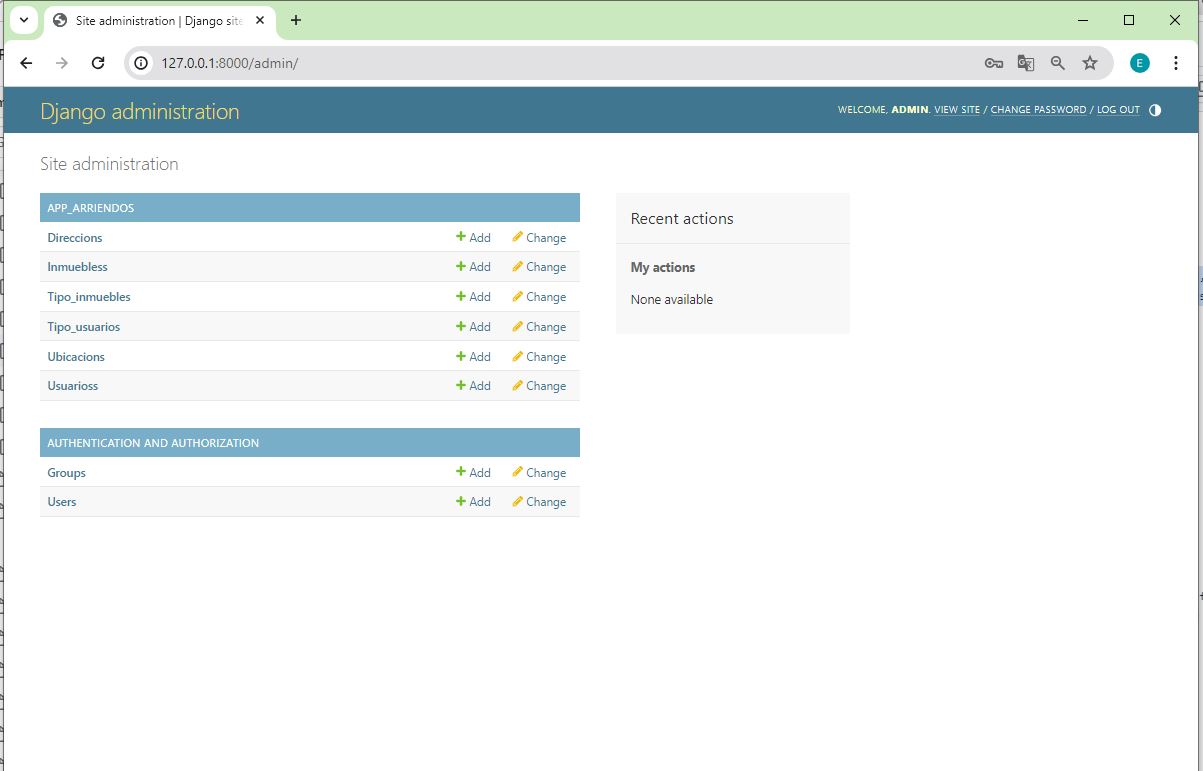 Site administration | Django site
127.0.0.1:8000/admin/
E
Django administration
WELCOME, ADMIN. VIEW SITE / CHANGE PASSWORD / LOG OUT
Site administration
APP_ARRIENDOS
Direccions Add Change
Inmuebless Add Change
Tipo_inmuebles Add Change
Tipo_usuarios Add Change
Ubicacions Add Change
Usuarioss Add Change
AUTHENTICATION AND AUTHORIZATION
Groups Add Change
Users Add Change
Recent actions
My actions
None available